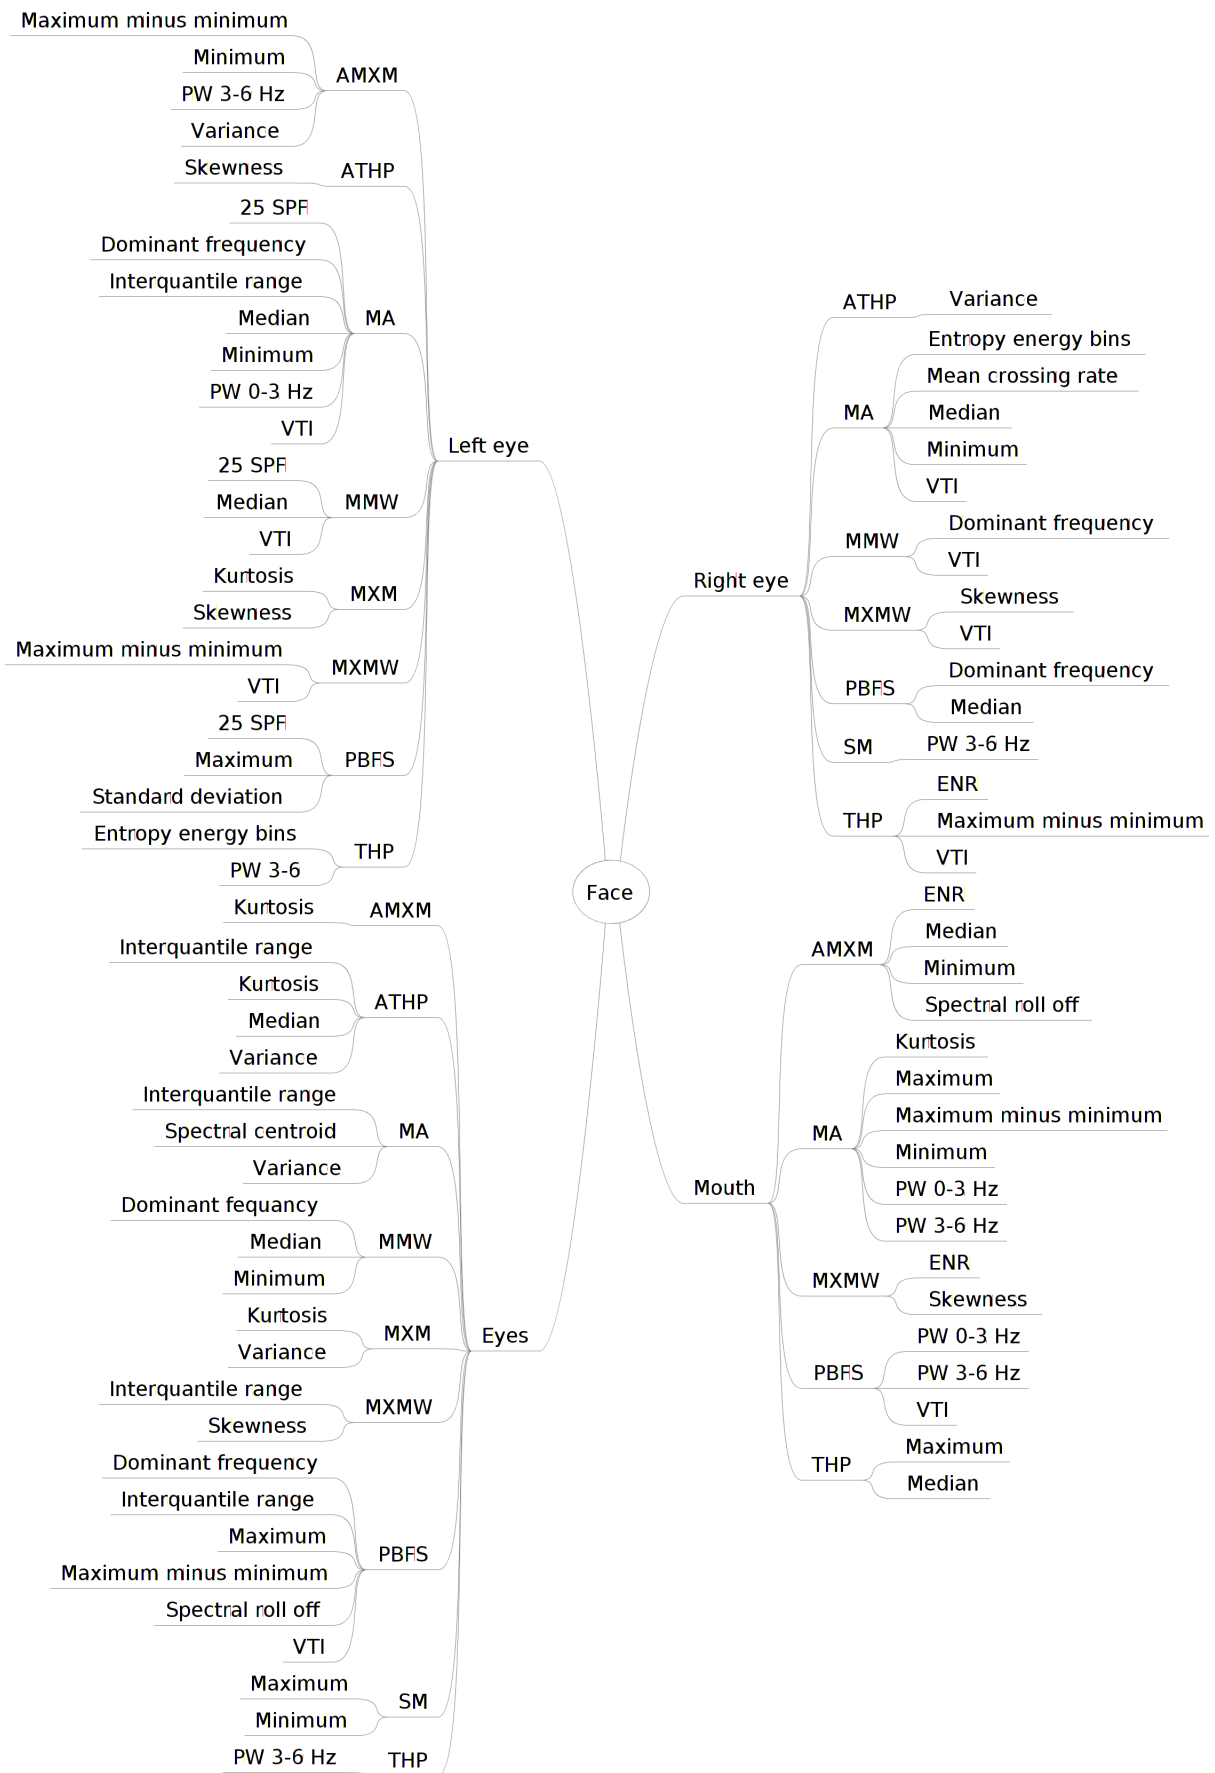 Maximum minus minimum
Minimum
PW 3-6 Hz
Variance
AMXM
Skewness
ATHP
25 SPF
Dominant frequency
Interquantile range
Median
Minimum
PW 0-3 Hz
VTI
MA
25 SPF
Median
VTI
MMW
Kurtosis
Skewness
MXM
Maximum minus minimum
VTI
MXMW
25 SPF
Maximum
Standard deviation
PBFS
Entropy energy bins
PW 3-6
THP
Left eye
Kurtosis
AMXM
Interquantile range
Kurtosis
Median
Variance
ATHP
Interquantile range
Spectral centroid
Variance
MA
Dominant fequancy
Median
Minimum
MMW
Kurtosis
Variance
MXM
Interquantile range
Skewness
MXMW
Dominant frequency
Interquantile range
Maximum
Maximum minus minimum
Spectral roll off
VTI
PBFS
Maximum
Minimum
SM
PW 3-6 Hz
THP
Eyes
Face
Right eye
ATHP
Variance
MA
Entropy energy bins
Mean crossing rate
Median
Minimum
VTI
MMW
Dominant frequency
VTI
MXMW
Skewness
VTI
PBFS
Dominant frequency
Median
SM
PW 3-6 Hz
THP
ENR
Maximum minus minimum
VTI
Mouth
AMXM
ENR
Median
Minimum
Spectral roll off
MA
Kurtosis
Maximum
Maximum minus minimum
Minimum
PW 0-3 Hz
PW 3-6 Hz
MXMW
ENR
Skewness
PBFS
PW 0-3 Hz
PW 3-6 Hz
VTI
THP
Maximum
Median